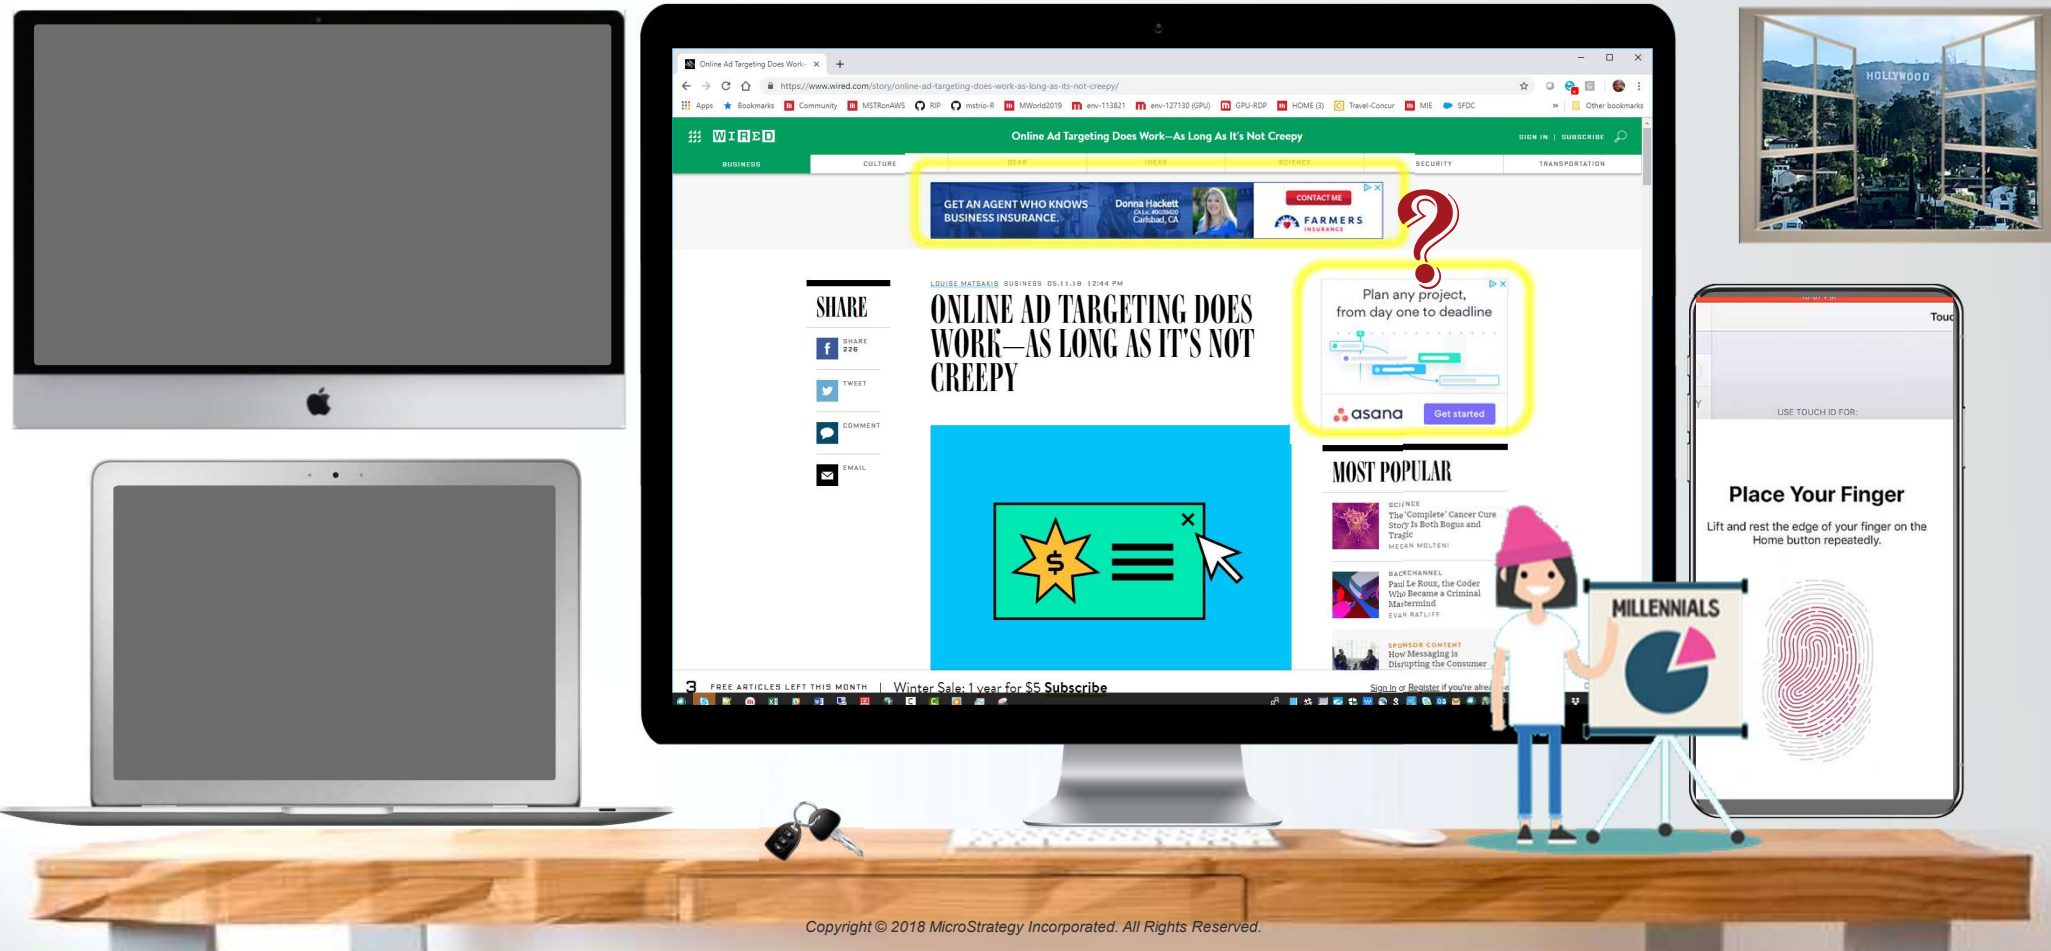 Online Ad Targeting Does Work-
https://www.wired.com/story/online-ad-targeting-does-work-as-long-as-its-not-creepy/
Apps Bookmarks Community MSTRonAWS RIP mstrio-R MWorld2019 env-113821 env-127130 (GPU) GPU-RDP HOME (3) Travel-Concur MIE SFDC » Other bookmarks
WIRED
Online Ad Targeting Does Work—As Long As It's Not Creepy
SIGN IN | SUBSCRIBE
BUSINESS CULTURE GEAR IDEAS SCIENCE SECURITY TRANSPORTATION
GET AN AGENT WHO KNOWS
BUSINESS INSURANCE.
Donna Hackett
CA Lic. #0G59420
Carlsbad, CA
CONTACT ME
FARMERS
INSURANCE
?
SHARE
SHARE
226
TWEET
COMMENT
EMAIL
LOUISE MATSAKIS BUSINESS 05.11.18 12:44 PM
ONLINE AD TARGETING DOES
WORK—AS LONG AS IT'S NOT
CREEPY
$
Plan any project,
from day one to deadline
asana
Get started
MOST POPULAR
SCIENCE
The 'Complete' Cancer Cure
Story Is Both Bogus and
Tragic
MEGAN MOLTENI
BACKCHANNEL
Paul Le Roux, the Coder
Who Became a Criminal
Mastermind
EVAN RATLIFF
SPONSOR CONTENT
How Messaging is
Disrupting the Consumer
3 FREE ARTICLES LEFT THIS MONTH | Winter Sale: 1 year for $5 Subscribe
Sign In or Register if you're
HOLLYWOOD
Touc
USE TOUCH ID FOR:
Place Your Finger
Lift and rest the edge of your finger on the
Home button repeatedly.
MILLENNIALS
Copyright © 2018 MicroStrategy Incorporated. All Rights Reserved.